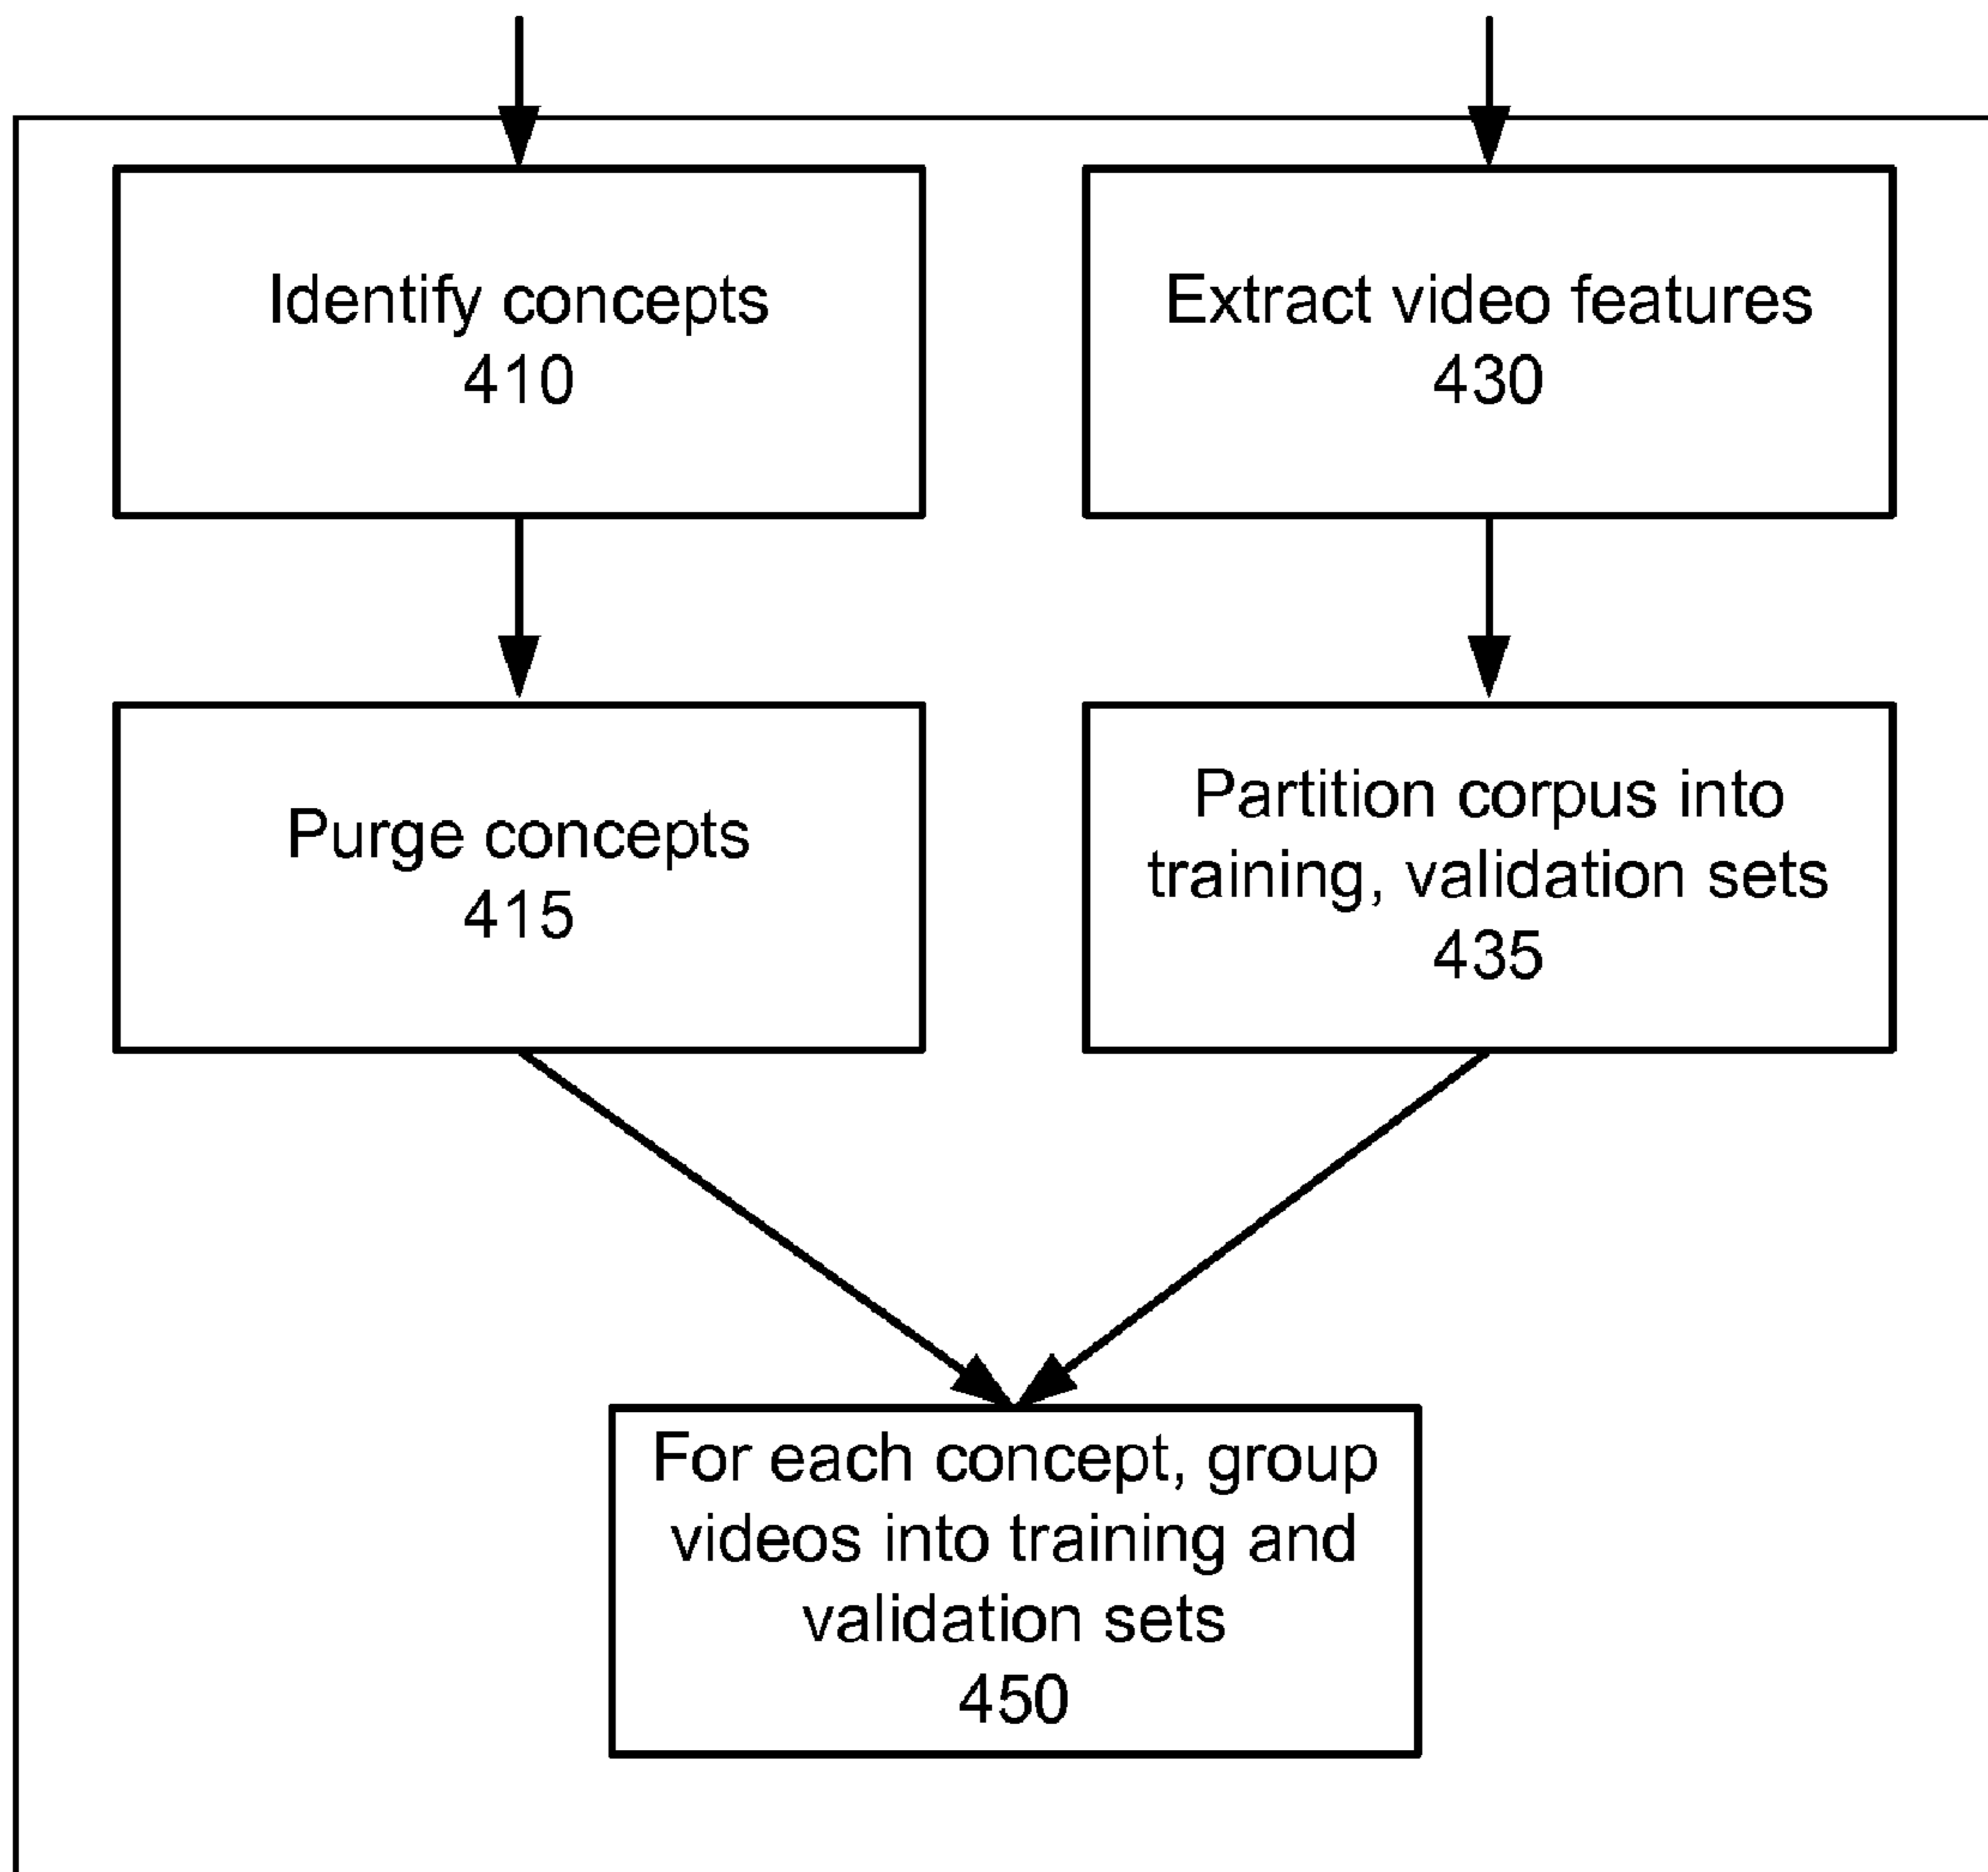 Identify concepts
410
Extract video features
430
Purge concepts
415
Partition corpus into
training, validation sets
435
For each concept, group
videos into training and
validation sets
450